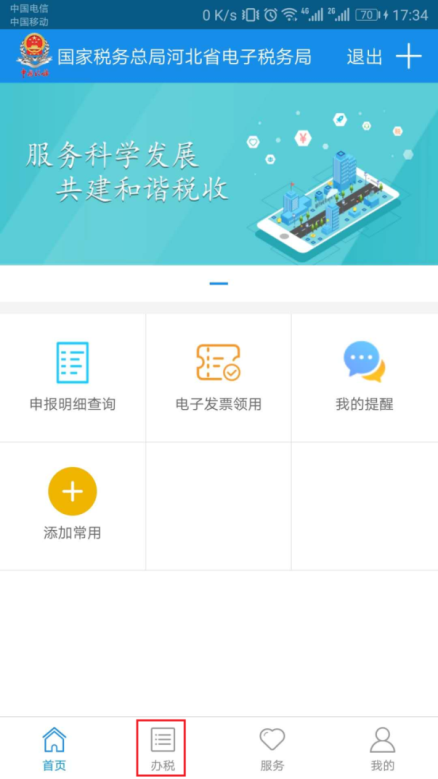 中国电信
中国移动
0 K/s 4G 2G 70 17:34
国家税务总局河北省电子税务局 退出
服务科学发展
共建和谐税收
¥
申报明细查询 电子发票领用 我的提醒
添加常用
首页 办税 服务 我的